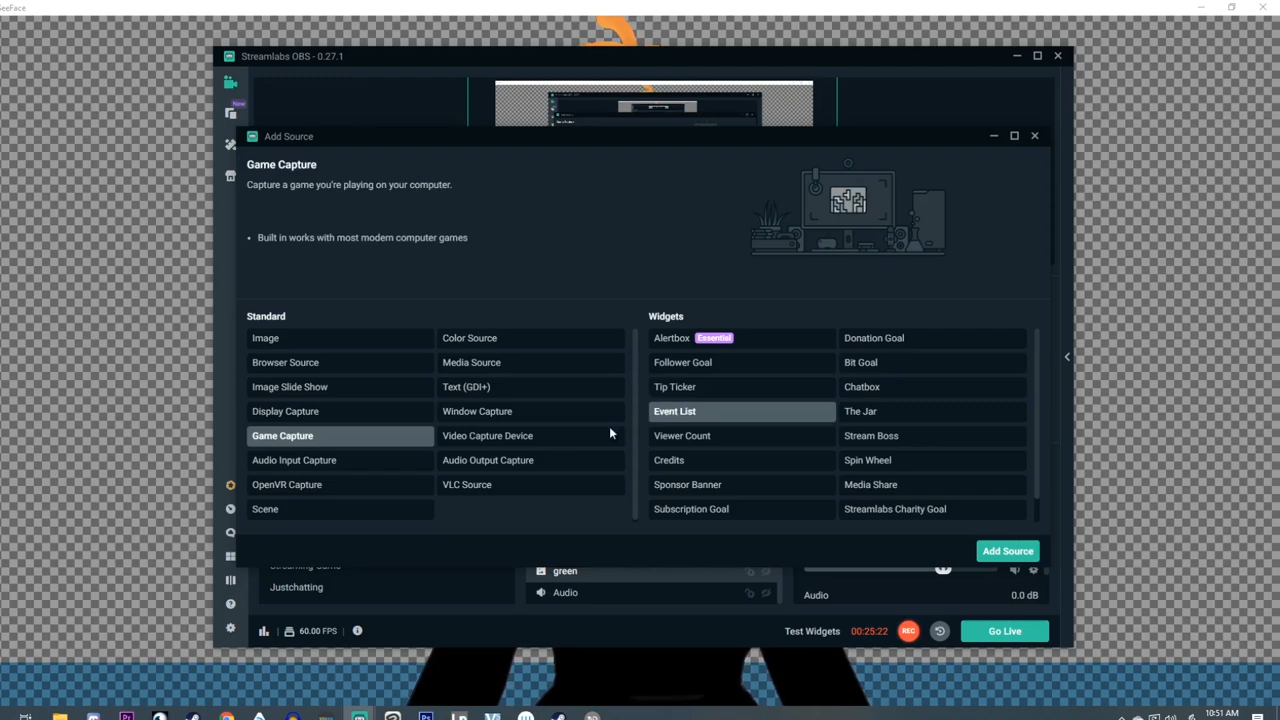 SeeFace
Streamlabs OBS - 0.27.1
New
Add Source
Game Capture
Capture a game you're playing on your computer.
• Built in works with most modern computer games
Standard
Image
Color Source
Browser Source
Media Source
Image Slide Show
Text (GDI+)
Display Capture
Window Capture
Game Capture
Video Capture Device
Audio Input Capture
Audio Output Capture
OpenVR Capture
VLC Source
Scene
Widgets
Alertbox Essential
Donation Goal
Follower Goal
Bit Goal
Tip Ticker
Chatbox
Event List
The Jar
Viewer Count
Stream Boss
Credits
Spin Wheel
Sponsor Banner
Media Share
Subscription Goal
Streamlabs Charity Goal
Add Source
green
Justchatting
Audio
Audio 0.0 dB
60.00 FPS
Test Widgets 00:25:22 REC Go Live
10:51 AM